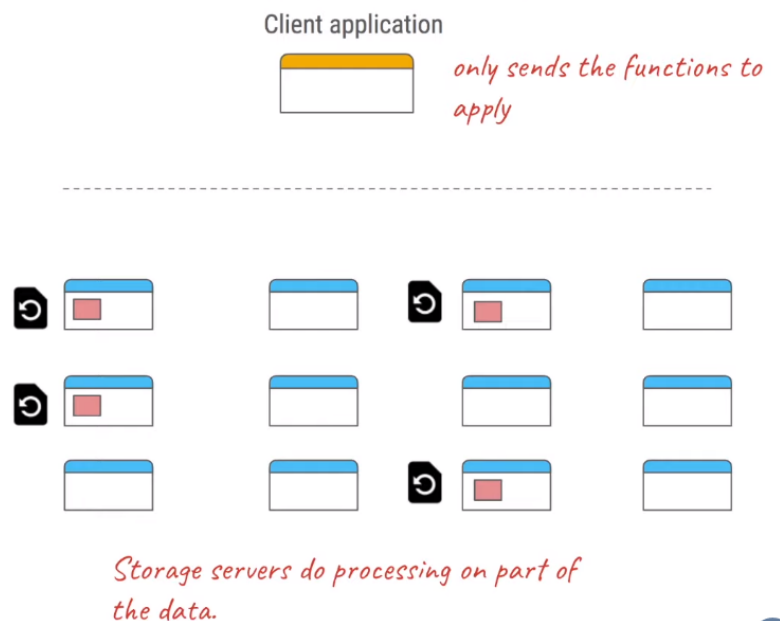 Client application
only sends the functions to
apply
Storage servers do processing on part of
the data.